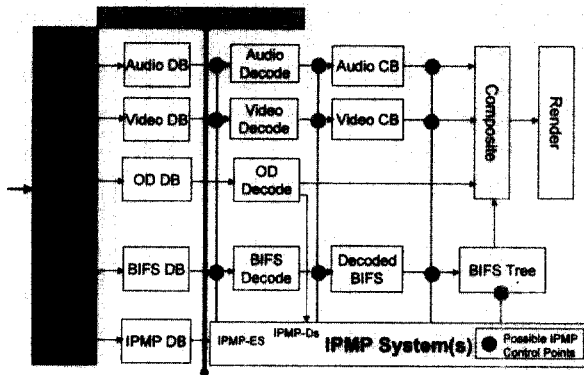 Audio DB
Audio Decode
Audio CB
Video DB
Video Decode
Video CB
Composite
Render
OD DB
OD Decode
BIFS DB
BIFS Decode
Decoded BIFS
BIFS Tree
IPMP DB
IPMP-ES
IPMP-Ds
IPMP System(s)
Possible IPMP
Control Points